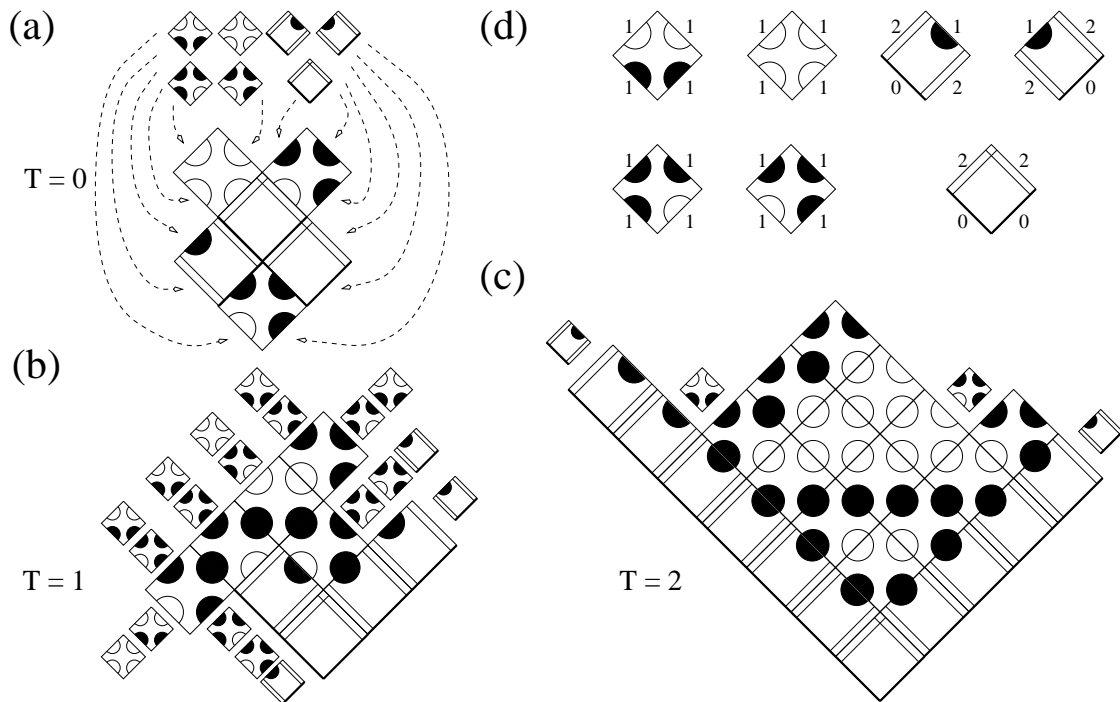 (a)
T = 0
(b)
T = 1
(d)
1 1 1 1 2 1 1 2
1 1 1 1 0 2 2 0
1 1 1 1 2 2
1 1 1 1 0 0
(c)
T = 2